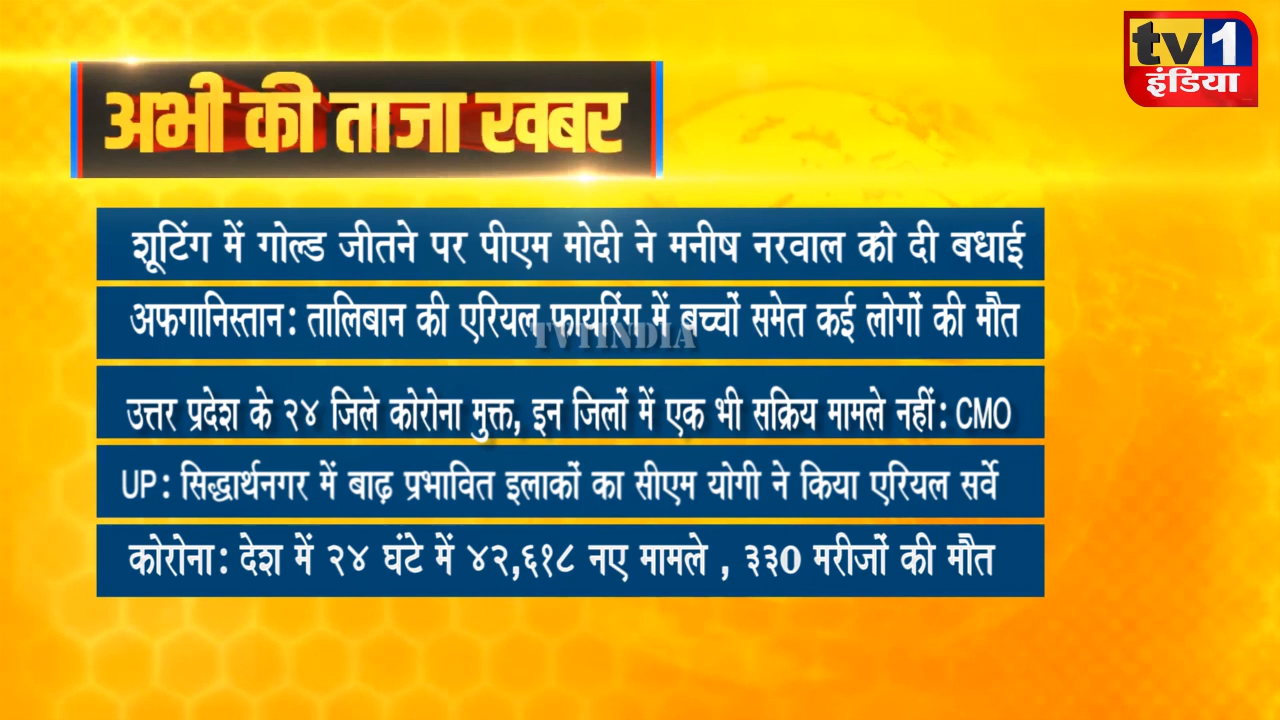 tv1
इंडिया
अभी की ताजा खबर
शूटिंग में गोल्ड जीतने पर पीएम मोदी ने मनीष नरवाल को दी बधाई
अफगानिस्तान: तालिबान की एरियल फायरिंग में बच्चों समेत कई लोगों की मौत
TV1INDIA
उत्तर प्रदेश के २४ जिले कोरोना मुक्त, इन जिलों में एक भी सक्रिय मामले नहीं: CMO
UP: सिद्धार्थनगर में बाढ़ प्रभावित इलाकों का सीएम योगी ने किया एरियल सर्वे
कोरोना: देश में २४ घंटे में ४२,६१८ नए मामले , ३३0 मरीजों की मौत